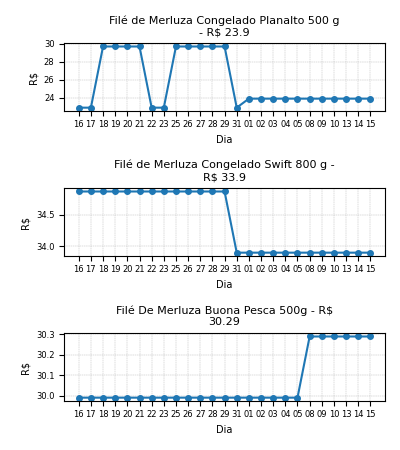 Filé de Merluza Congelado Planalto 500 g
- R$ 23.9
30
28
26
24
R$
16 17 18 19 20 21 22 23 25 26 27 28 29 31 01 02 03 04 05 08 09 10 13 14 15
Dia
Filé de Merluza Congelado Swift 800 g -
R$ 33.9
34.5
34.0
R$
16 17 18 19 20 21 22 23 25 26 27 28 29 31 01 02 03 04 05 08 09 10 13 14 15
Dia
Filé De Merluza Buona Pesca 500g - R$
30.29
30.3
30.2
30.1
30.0
R$
16 17 18 19 20 21 22 23 25 26 27 28 29 31 01 02 03 04 05 08 09 10 13 14 15
Dia